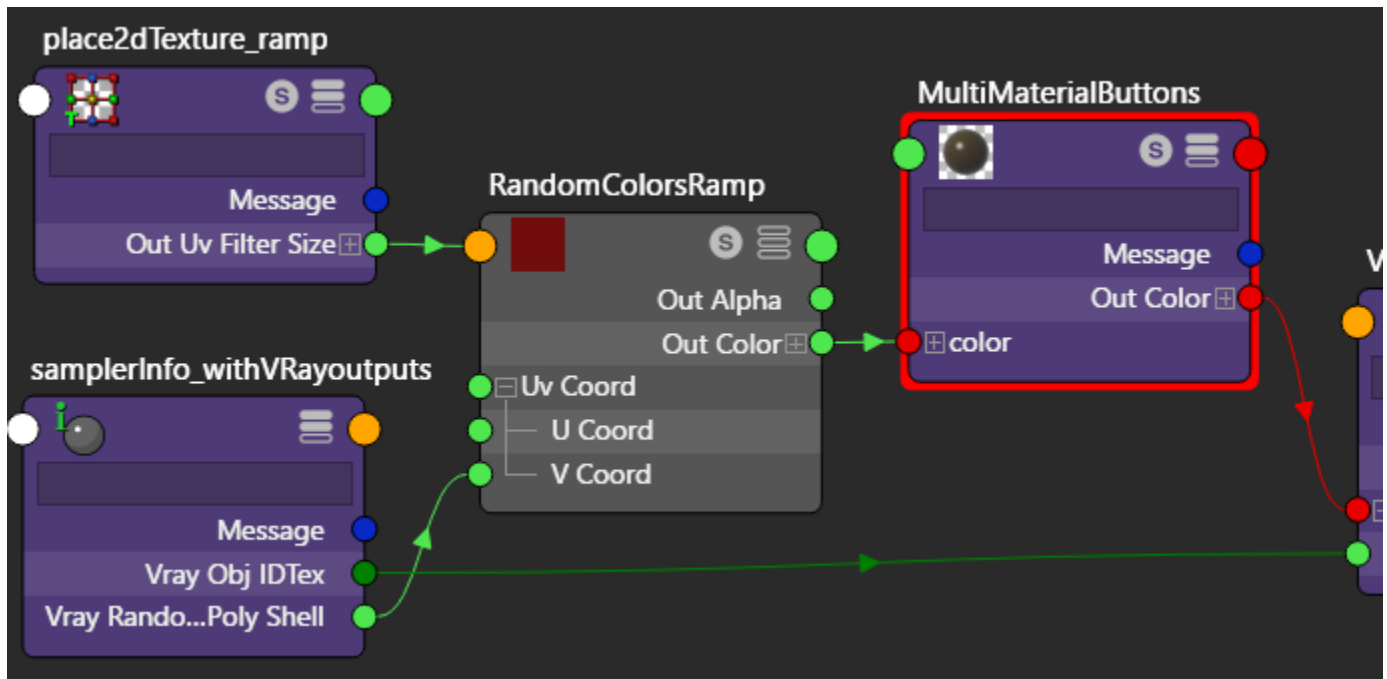 place2dTexture_ramp
S
Message
Out Uv Filter Size
samplerInfo_withVRayoutputs
i
Message
Vray Obj IDTex
Vray Rando...Poly Shell
RandomColorsRamp
S
Out Alpha
Out Color
Uv Coord
U Coord
V Coord
MultiMaterialButtons
S
Message
Out Color
color
V